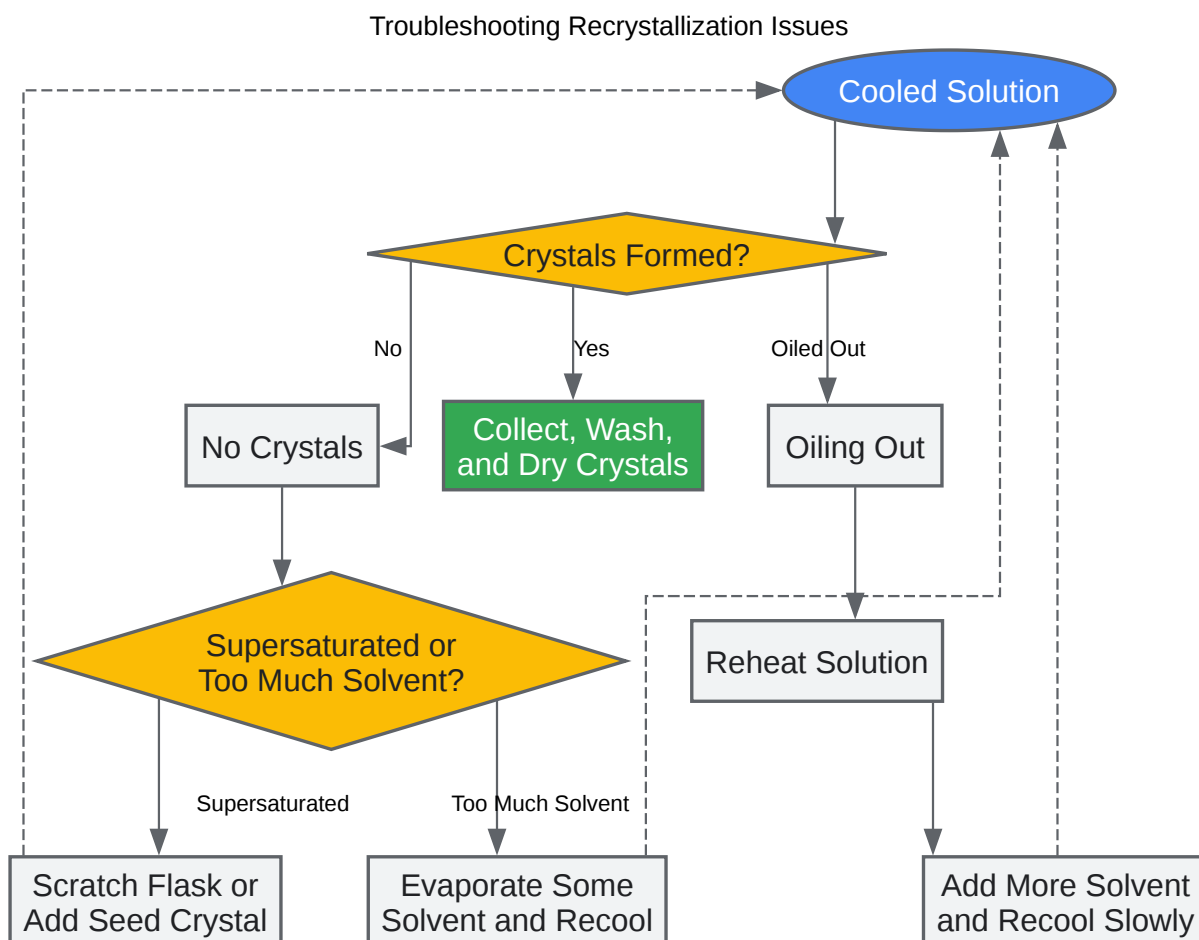 Troubleshooting Recrystallization Issues
Cooled Solution
Crystals Formed?
No
Yes
Oiled Out
No Crystals
Collect, Wash,
and Dry Crystals
Oiling Out
Supersaturated or
Too Much Solvent?
Reheat Solution
Supersaturated
Too Much Solvent
Scratch Flask or
Add Seed Crystal
Evaporate Some
Solvent and Recool
Add More Solvent
and Recool Slowly